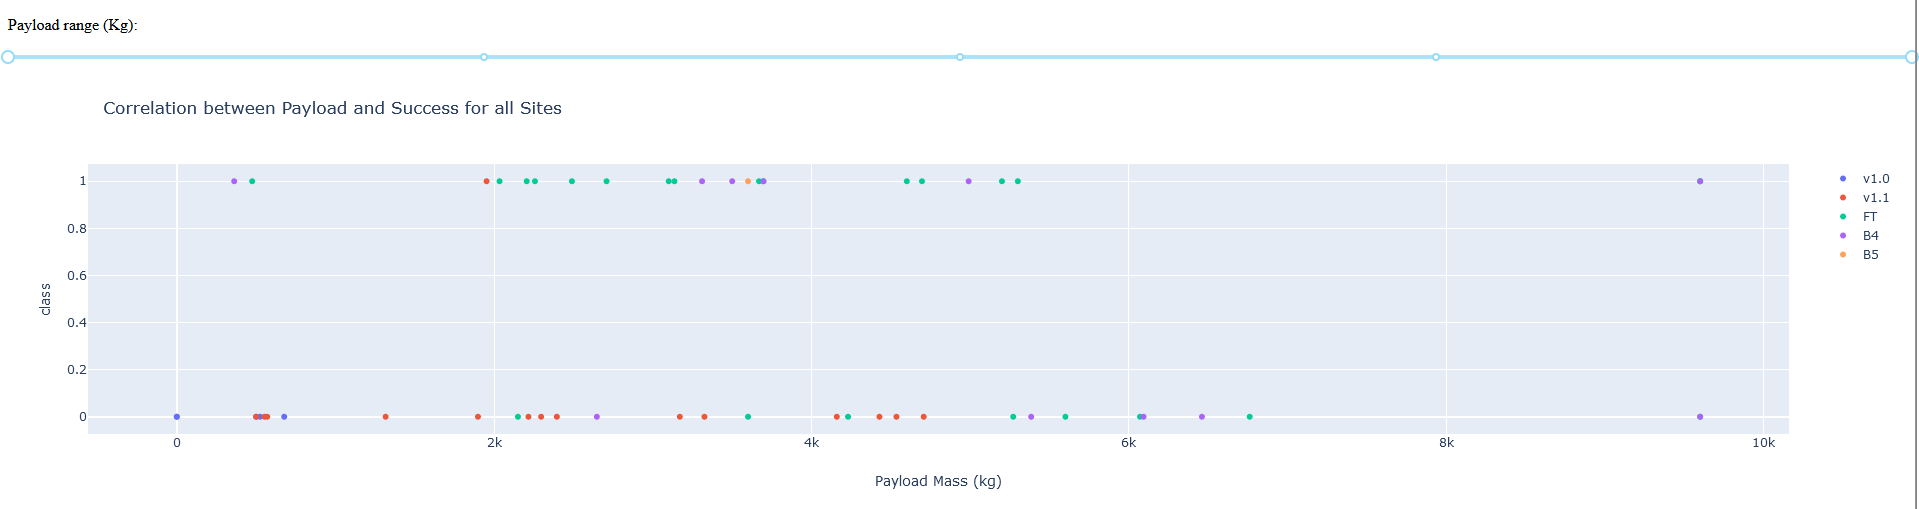 Payload range (Kg):
Correlation between Payload and Success for all Sites
1
0.8
0.6
0.4
0.2
0
class
0
2k
4k
6k
8k
10k
Payload Mass (kg)
v1.0
v1.1
FT
B4
B5